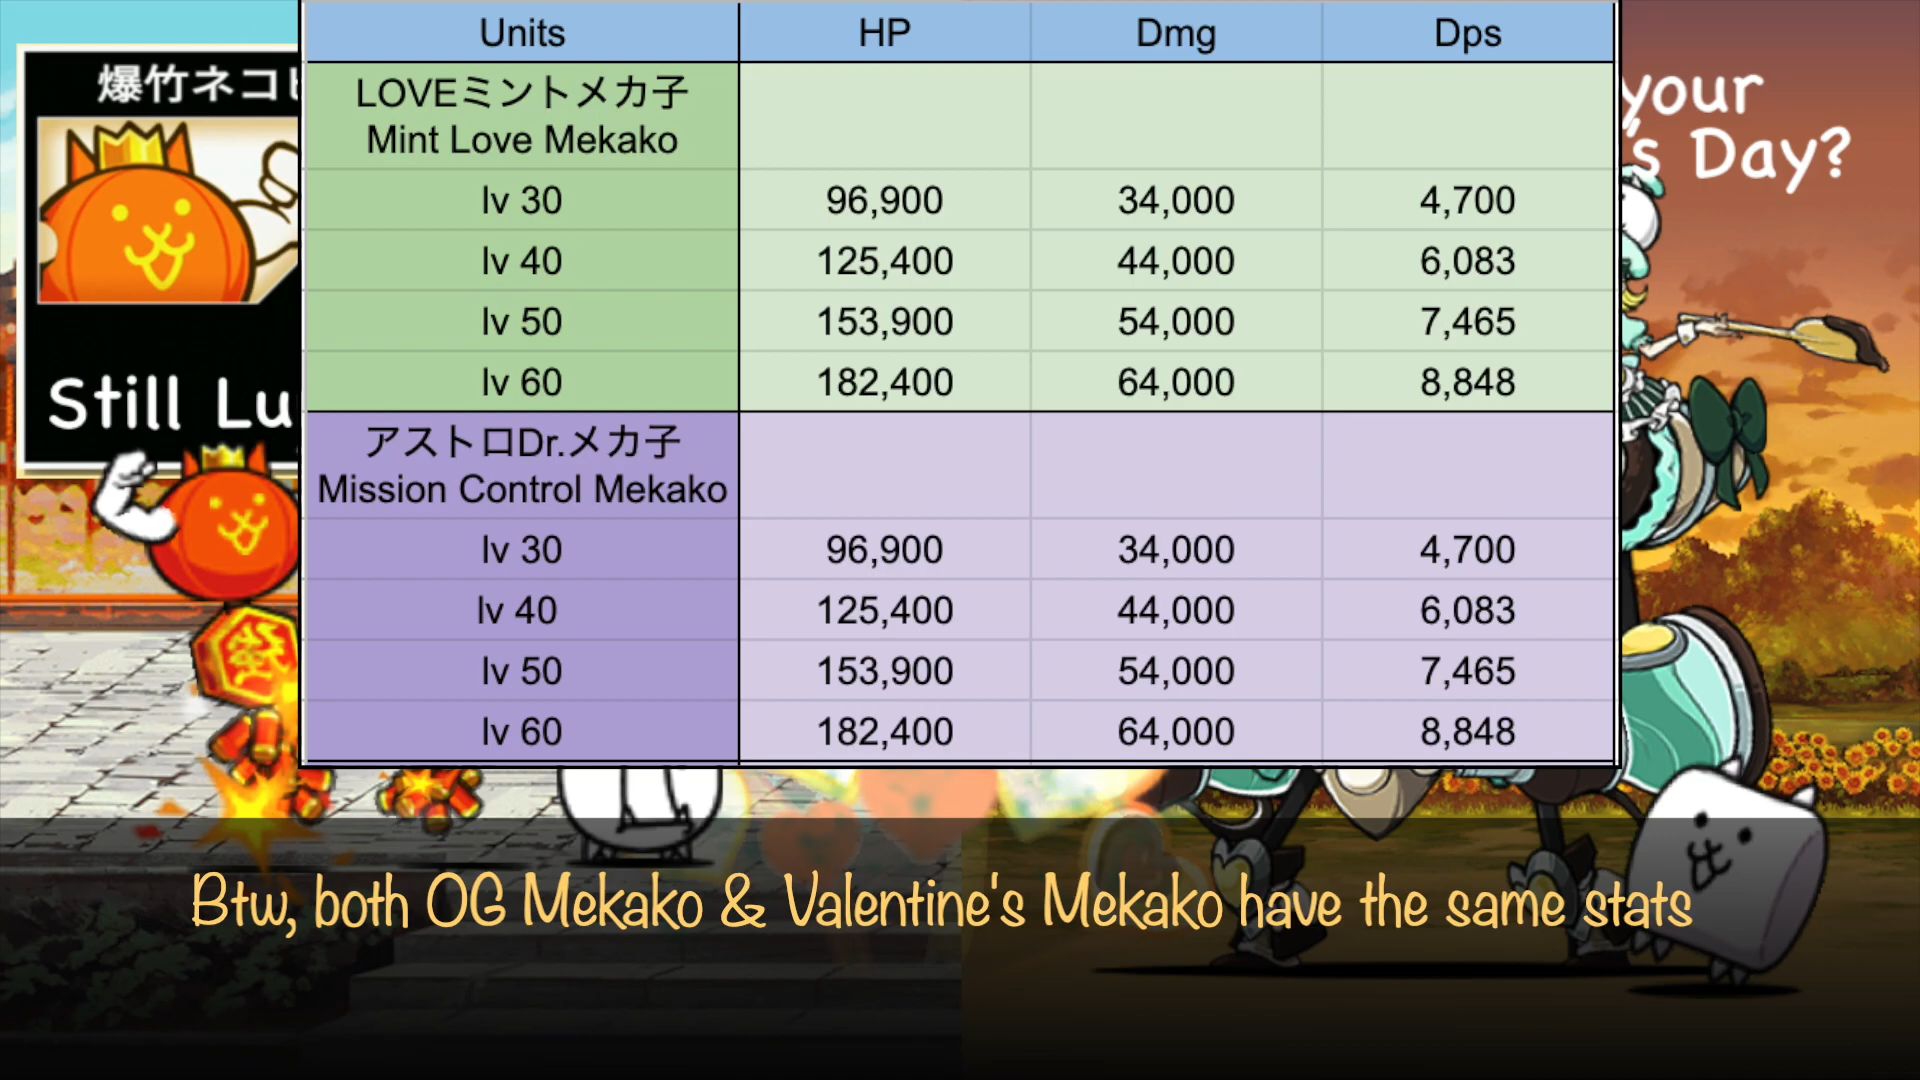 爆竹ネコ
Still Lu
your
's Day?
Units HP Dmg Dps
LOVEミントメカ子
Mint Love Mekako
lv 30 96,900 34,000 4,700
lv 40 125,400 44,000 6,083
lv 50 153,900 54,000 7,465
lv 60 182,400 64,000 8,848
アストロDr.メカ子
Mission Control Mekako
lv 30 96,900 34,000 4,700
lv 40 125,400 44,000 6,083
lv 50 153,900 54,000 7,465
lv 60 182,400 64,000 8,848
Btw, both OG Mekako & Valentine's Mekako have the same stats